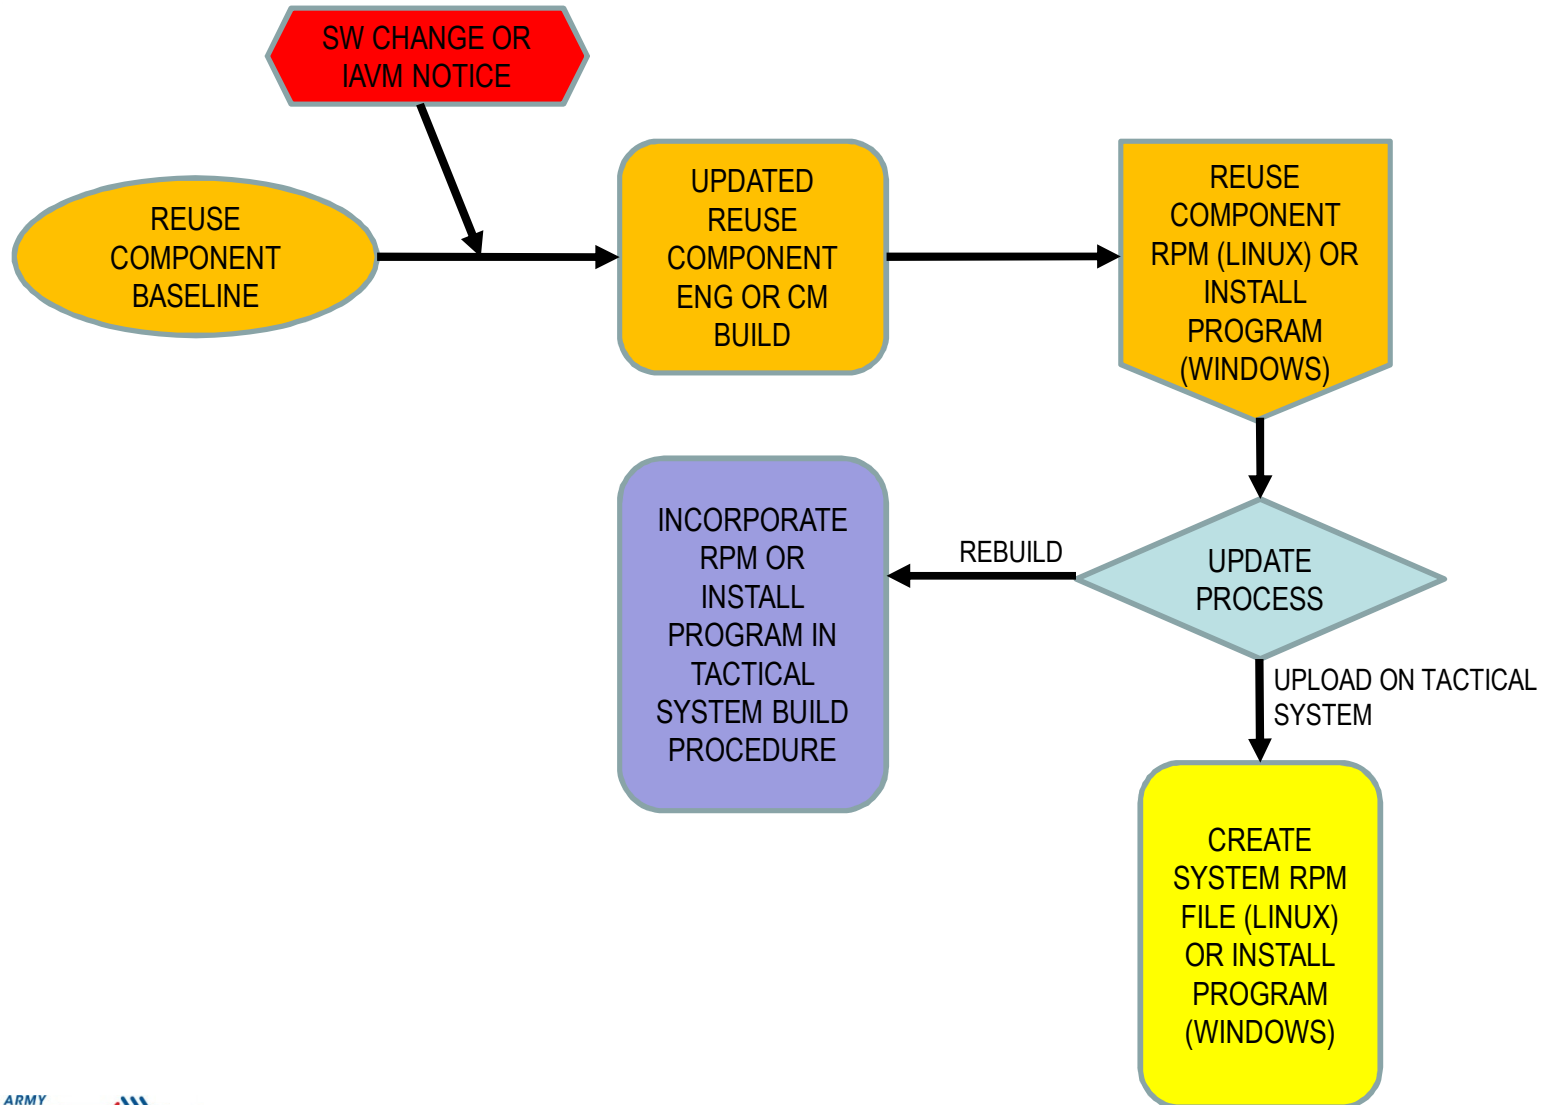 SW CHANGE OR
IAVM NOTICE
REUSE
COMPONENT
BASELINE
UPDATED
REUSE
COMPONENT
ENG OR CM
BUILD
REUSE
COMPONENT
RPM (LINUX) OR
INSTALL
PROGRAM
(WINDOWS)
INCORPORATE
RPM OR
INSTALL
PROGRAM IN
TACTICAL
SYSTEM BUILD
PROCEDURE
REBUILD
UPDATE
PROCESS
UPLOAD ON TACTICAL
SYSTEM
CREATE
SYSTEM RPM
FILE (LINUX)
OR INSTALL
PROGRAM
(WINDOWS)
ARMY